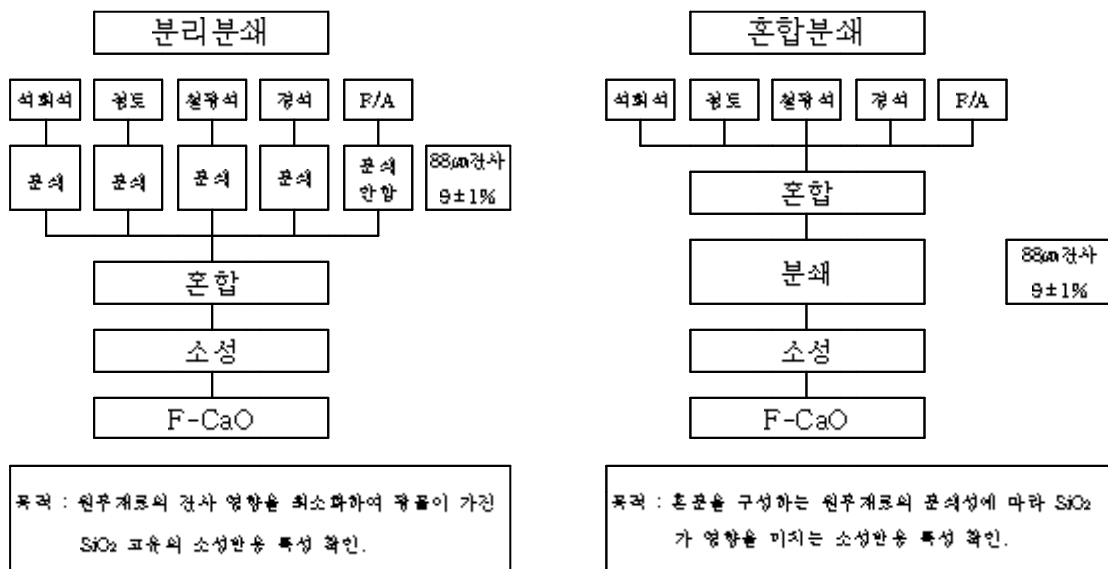 분리분쇄
석회석 점토 철광석 경석 F/A
분쇄 분쇄 분쇄 분쇄 분쇄
안함
88㎛잔사
9±1%
혼합
소성
F-CaO
목적 : 원주재료의 잔사 영향을 최소화하여 광물이 가진
SiO₂ 고유의 소성반응 특성 확인.
혼합분쇄
석회석 점토 철광석 경석 F/A
혼합
분쇄
88㎛잔사
9±1%
소성
F-CaO
목적 : 혼분을 구성하는 원주재료의 분쇄성에 따라 SiO₂
가 영향을 미치는 소성반응 특성 확인.